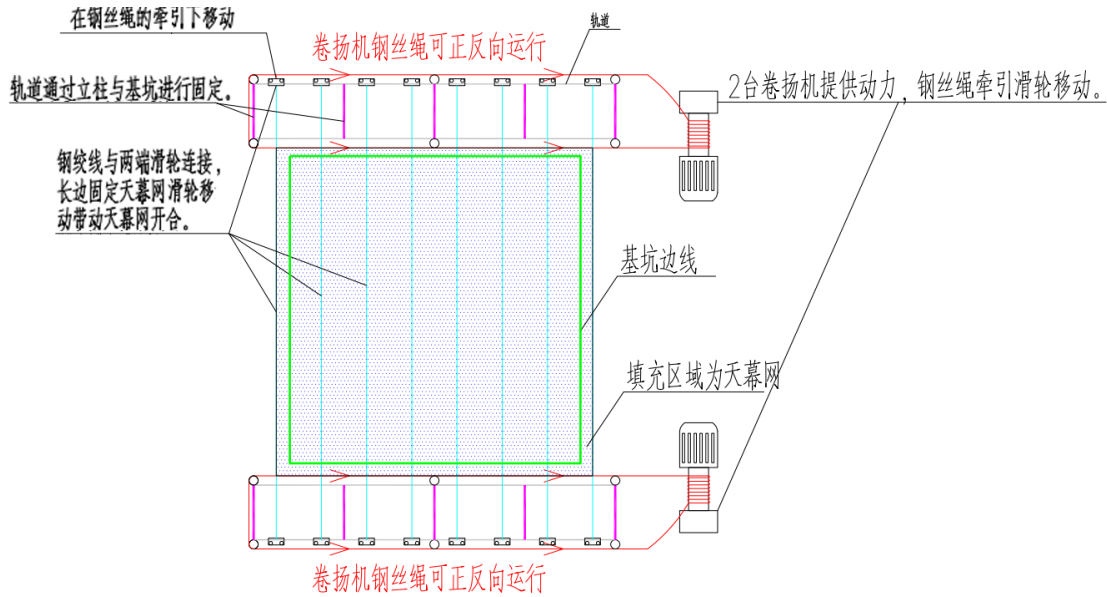 在钢丝绳的牵引下移动
轨道
卷扬机钢丝绳可正反向运行
轨道通过立柱与基坑进行固定。
2台卷扬机提供动力，钢丝绳牵引滑轮移动。
钢绞线与两端滑轮连接，
长边固定天幕网滑轮移
动带动天幕网开合。
基坑边线
填充区域为天幕网
卷扬机钢丝绳可正反向运行